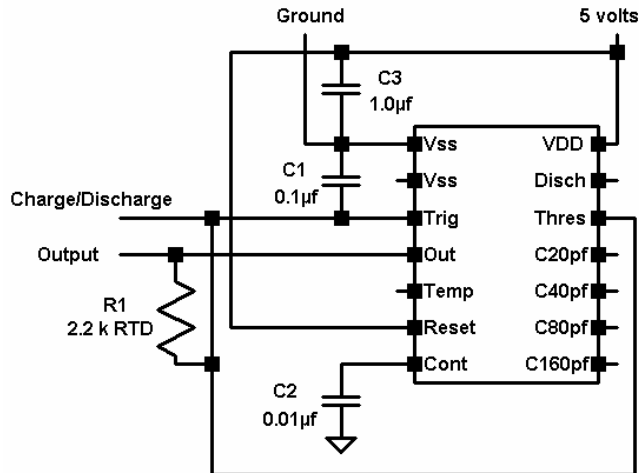 Ground
5 volts
C3
1.0µf
C1
0.1µf
Vss
VDD
Vss
Disch
Charge/Discharge
Trig
Thres
Output
Out
C20pf
Temp
C40pf
R1
2.2 k RTD
Reset
C80pf
Cont
C160pf
C2
0.01µf